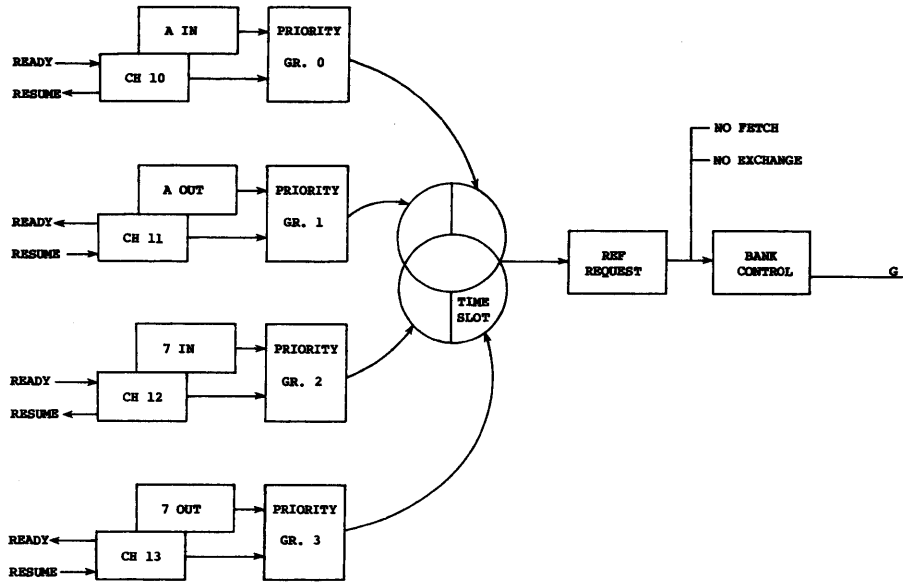 A IN
READY
RESUME
CH 10
PRIORITY
GR. 0
A OUT
READY
RESUME
CH 11
PRIORITY
GR. 1
7 IN
READY
RESUME
CH 12
PRIORITY
GR. 2
7 OUT
READY
RESUME
CH 13
PRIORITY
GR. 3
TIME
SLOT
REF
REQUEST
NO FETCH
NO EXCHANGE
BANK
CONTROL
G